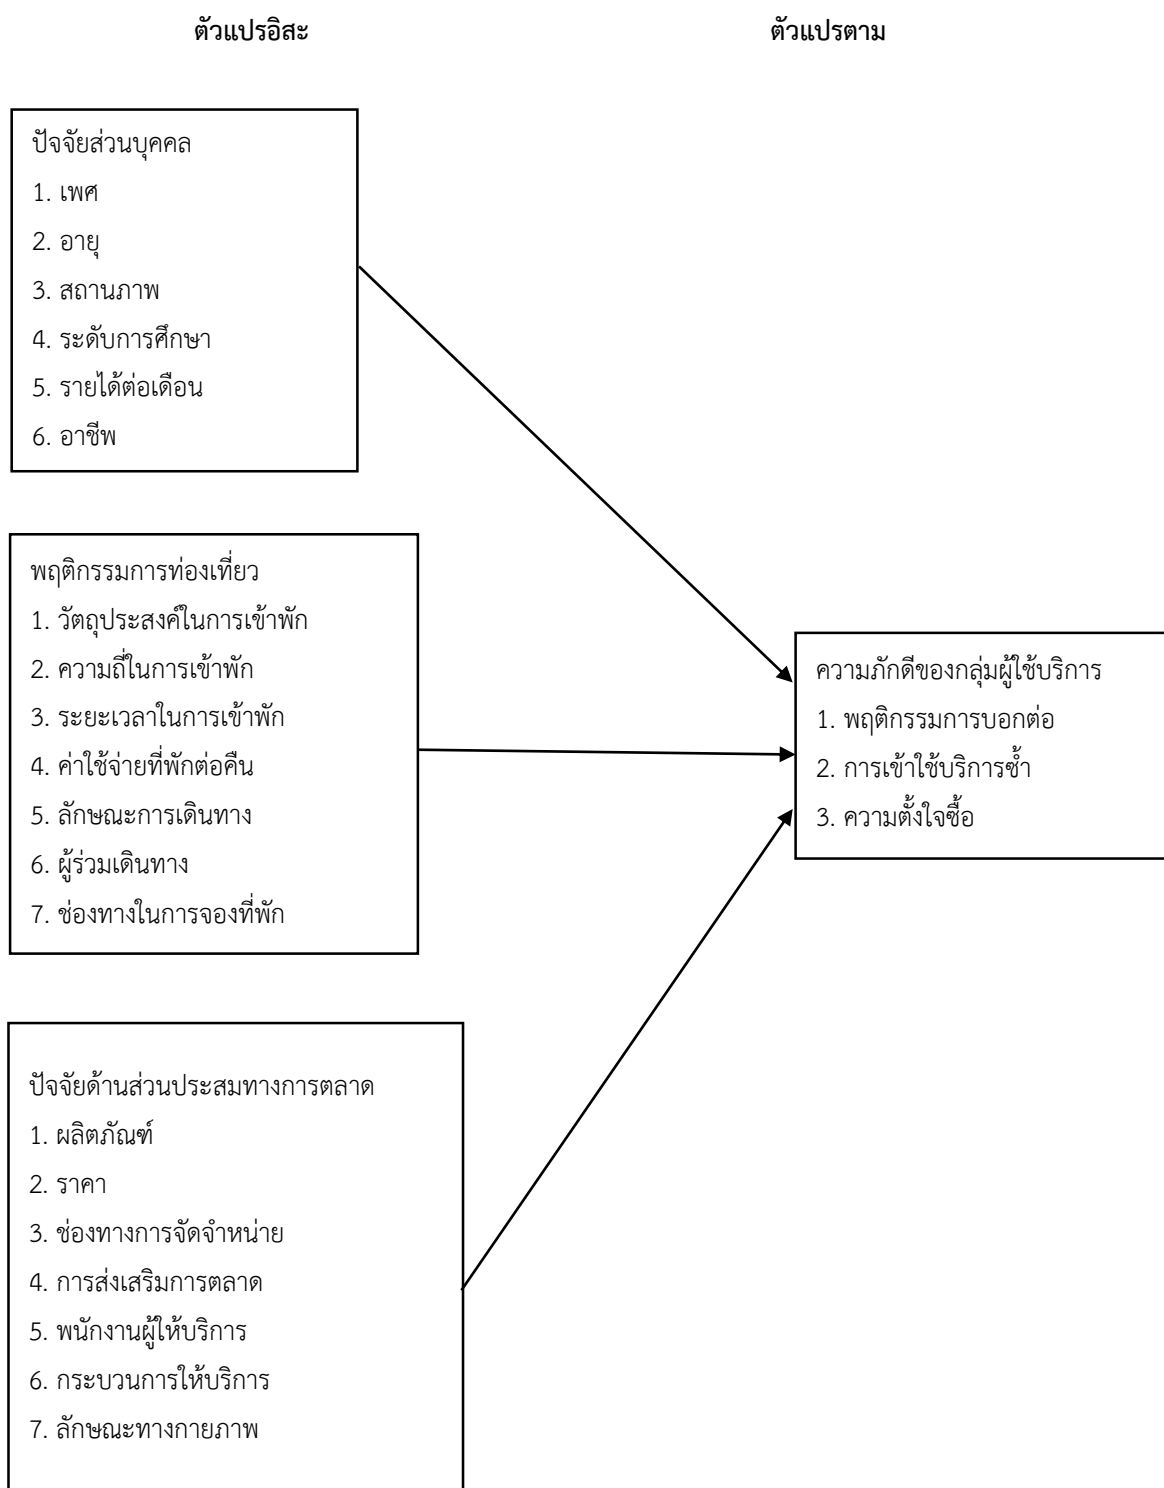 ตัวแปรอิสะ
ตัวแปรตาม
ปัจจัยส่วนบุคคล
1. เพศ
2. อายุ
3. สถานภาพ
4. ระดับการศึกษา
5. รายได้ต่อเดือน
6. อาชีพ
พฤติกรรมการท่องเที่ยว
1. วัตถุประสงค์ในการเข้าพัก
2. ความถี่ในการเข้าพัก
3. ระยะเวลาในการเข้าพัก
4. ค่าใช้จ่ายที่พักต่อคืน
5. ลักษณะการเดินทาง
6. ผู้ร่วมเดินทาง
7. ช่องทางในการจองที่พัก
ความภักดีของกลุ่มผู้ใช้บริการ
1. พฤติกรรมการบอกต่อ
2. การเข้าใช้บริการซ้ำ
3. ความตั้งใจซื้อ
ปัจจัยด้านส่วนประสมทางการตลาด
1. ผลิตภัณฑ์
2. ราคา
3. ช่องทางการจัดจำหน่าย
4. การส่งเสริมการตลาด
5. พนักงานผู้ให้บริการ
6. กระบวนการให้บริการ
7. ลักษณะทางกายภาพ